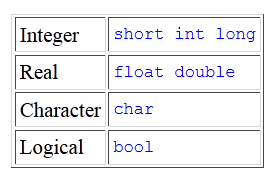 Integer short int long
Real float double
Character char
Logical bool